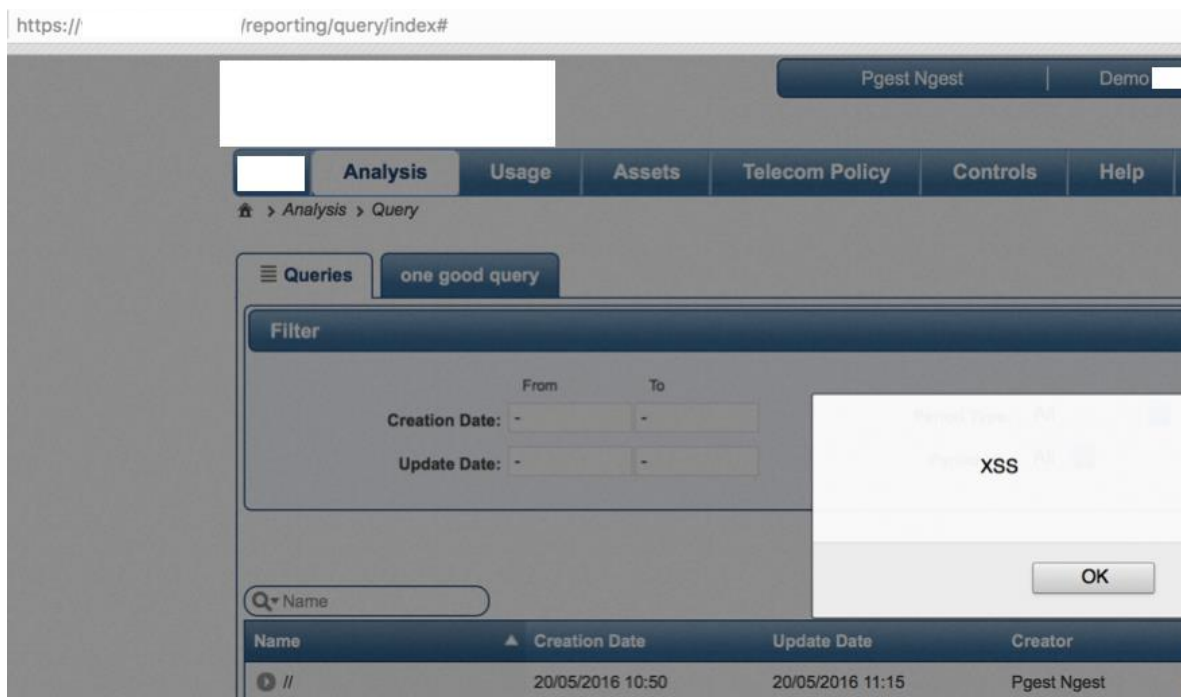 https:// /reporting/query/index#
Pgest Ngest | Demo
Analysis Usage Assets Telecom Policy Controls Help
> Analysis > Query
Queries one good query
Filter
From To
Creation Date: - -
Update Date: - -
XSS
OK
Name
Name Creation Date Update Date Creator
// 20/05/2016 10:50 20/05/2016 11:15 Pgest Ngest